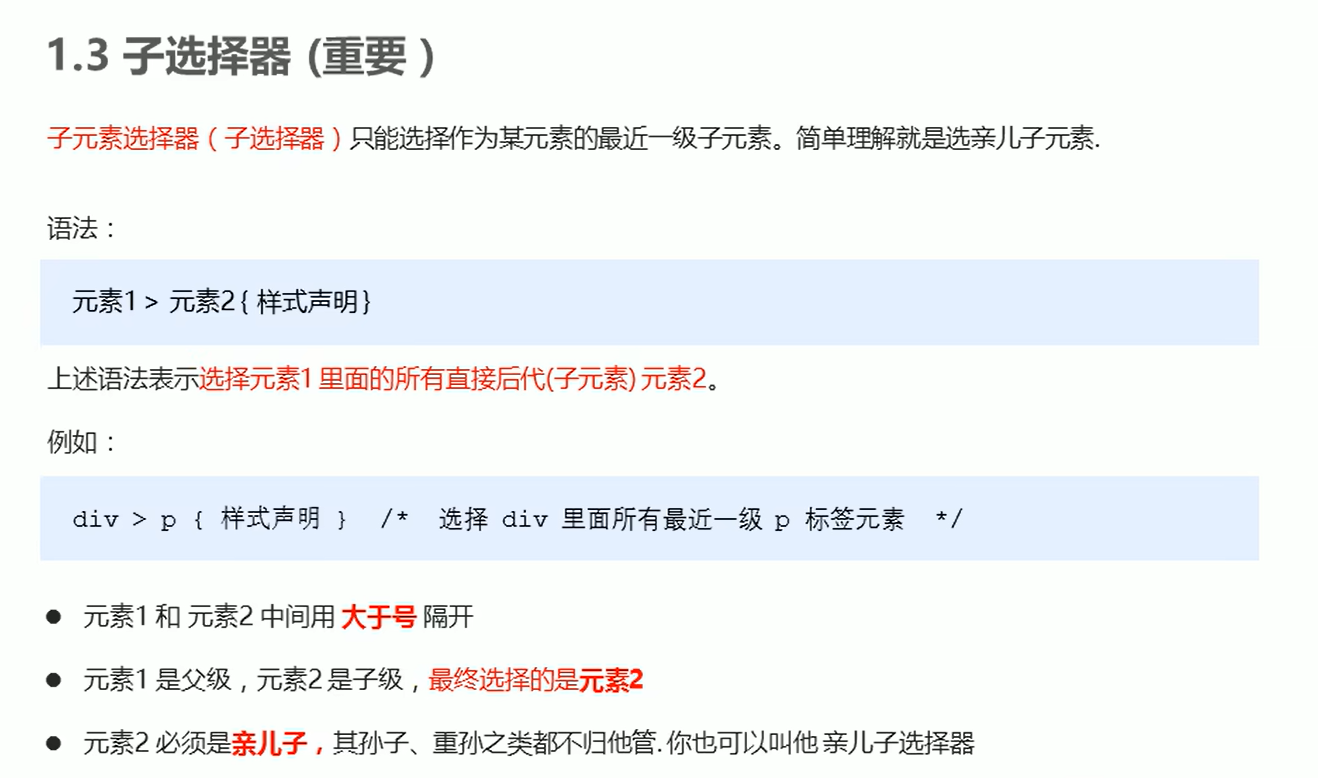 1.3 子选择器 (重要）
子元素选择器（子选择器）只能选择作为某元素的最近一级子元素。简单理解就是选亲儿子元素.
语法：
元素1 > 元素2{ 样式声明}
上述语法表示选择元素1 里面的所有直接后代(子元素) 元素2。
例如：
div > p { 样式声明 } /* 选择 div 里面所有最近一级 p 标签元素 */
● 元素1 和 元素2 中间用 大于号 隔开
● 元素1 是父级，元素2 是子级，最终选择的是元素2
● 元素2 必须是亲儿子，其孙子、重孙之类都不归他管. 你也可以叫他 亲儿子选择器